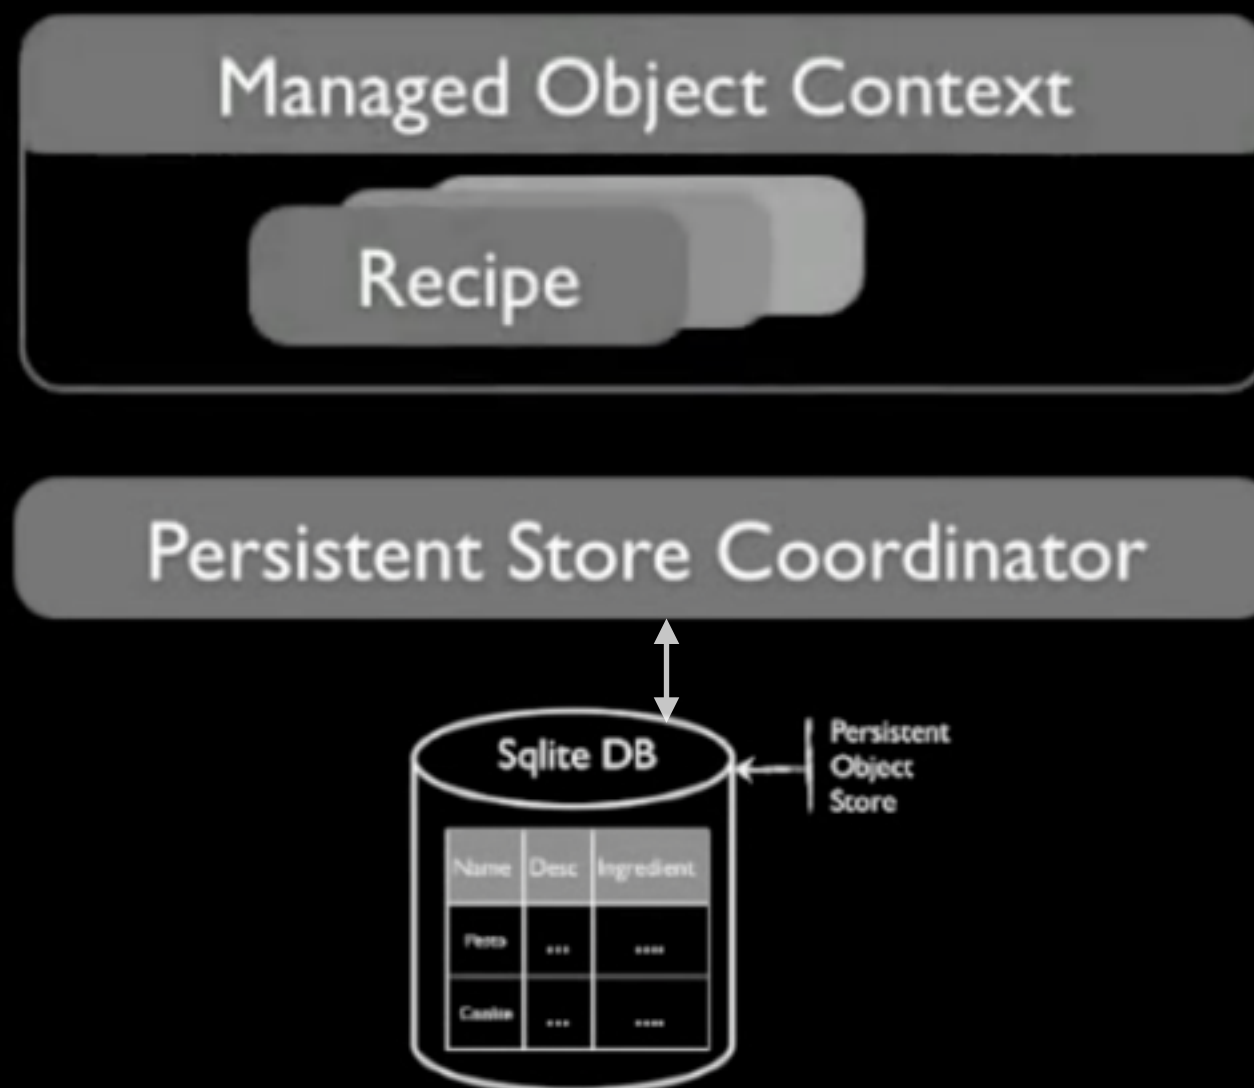 Managed Object Context
Recipe
Persistent Store Coordinator
Sqlite DB
Persistent
Object
Store
Name Desc Ingredient
... ....
... ....